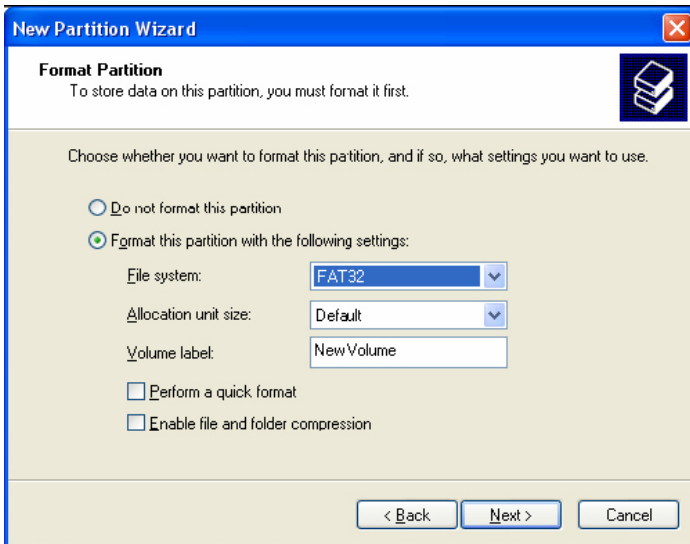 New Partition Wizard
Format Partition
To store data on this partition, you must format it first.
Choose whether you want to format this partition, and if so, what settings you want to use.
Do not format this partition
Format this partition with the following settings:
File system: FAT32
Allocation unit size: Default
Volume label: New Volume
Perform a quick format
Enable file and folder compression
< Back Next > Cancel